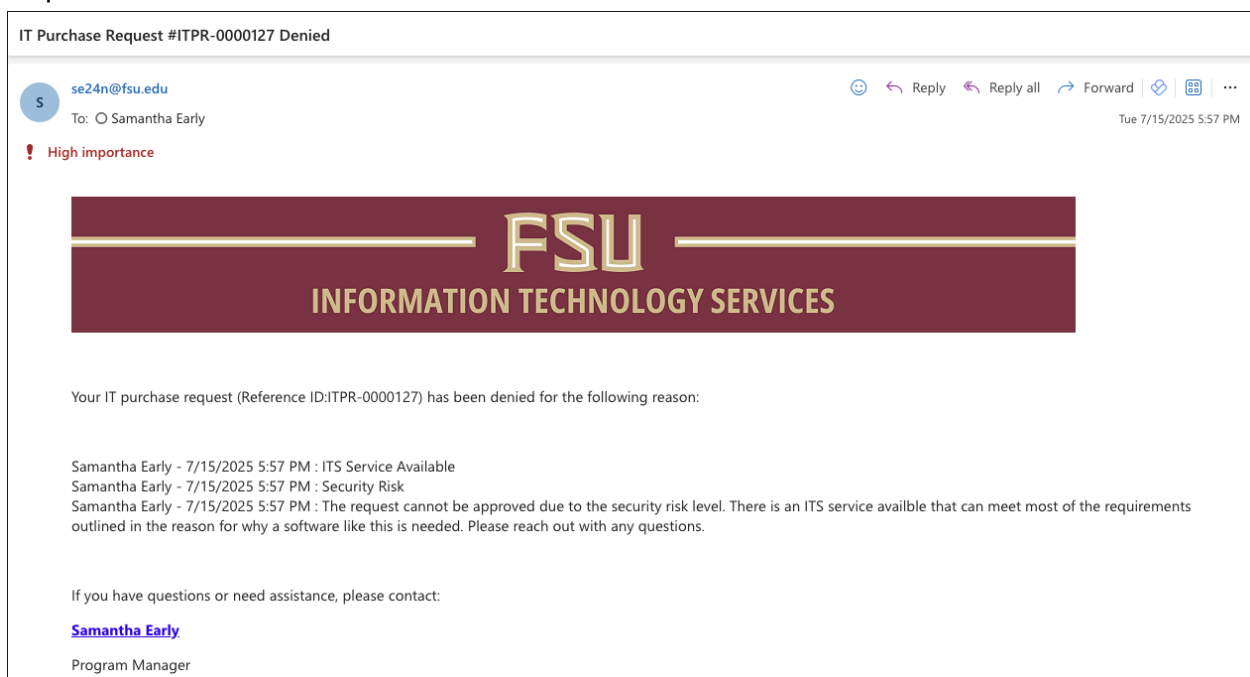 IT Purchase Request #ITPR-0000127 Denied
S
se24n@fsu.edu
Reply Reply all Forward
To: Samantha Early
Tue 7/15/2025 5:57 PM
! High importance
FSU
INFORMATION TECHNOLOGY SERVICES
Your IT purchase request (Reference ID:ITPR-0000127) has been denied for the following reason:
Samantha Early - 7/15/2025 5:57 PM : ITS Service Available
Samantha Early - 7/15/2025 5:57 PM : Security Risk
Samantha Early - 7/15/2025 5:57 PM : The request cannot be approved due to the security risk level. There is an ITS service availble that can meet most of the requirements
outlined in the reason for why a software like this is needed. Please reach out with any questions.
If you have questions or need assistance, please contact:
Samantha Early
Program Manager